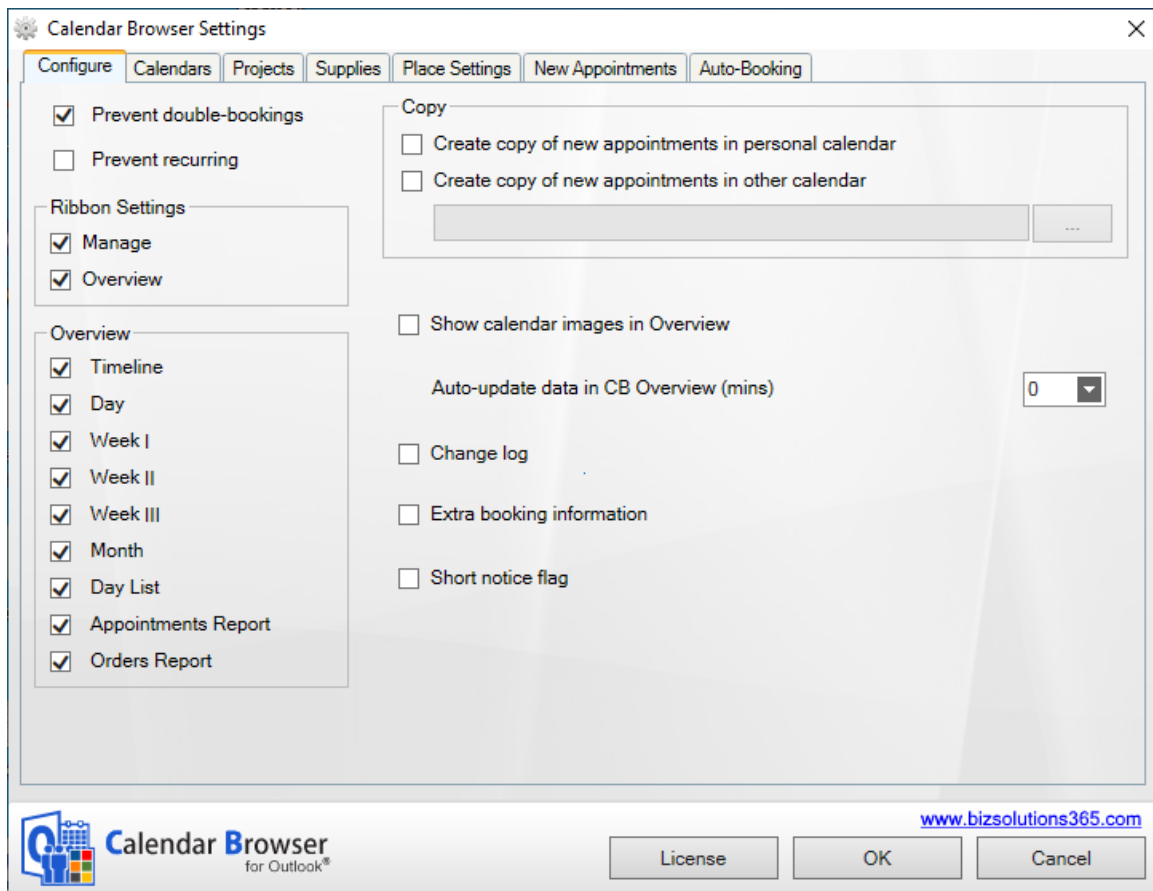 Calendar Browser Settings
Configure
Calendars
Projects
Supplies
Place Settings
New Appointments
Auto-Booking
Prevent double-bookings
Prevent recurring
Ribbon Settings
Manage
Overview
Overview
Timeline
Day
Week I
Week II
Week III
Month
Day List
Appointments Report
Orders Report
Copy
Create copy of new appointments in personal calendar
Create copy of new appointments in other calendar
...
Show calendar images in Overview
Auto-update data in CB Overview (mins)
0
Change log
Extra booking information
Short notice flag
Calendar Browser
for Outlook®
www.bizsolutions365.com
License
OK
Cancel